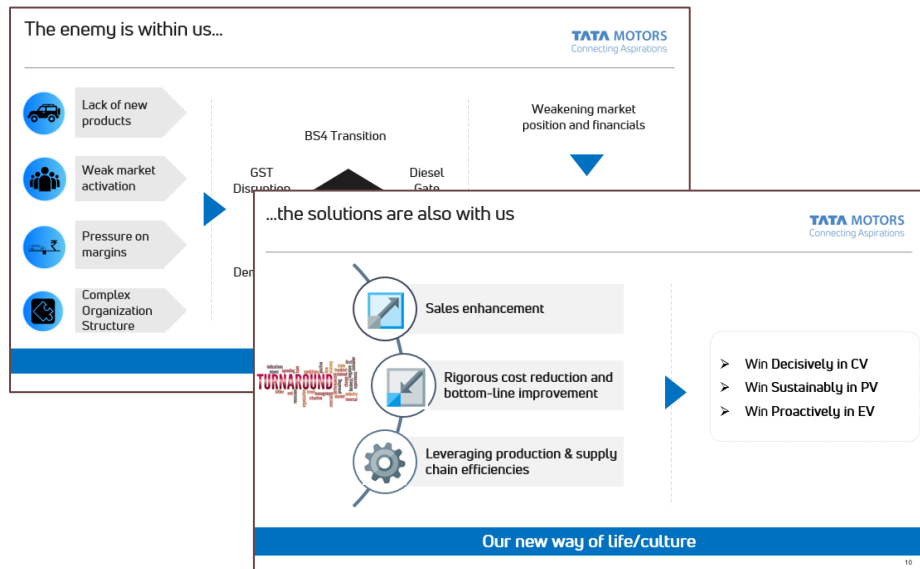 The enemy is within us...
TATA MOTORS
Connecting Aspirations
Lack of new
products
Weak market
activation
Pressure on
margins
Complex
Organization
Structure
BS4 Transition
GST
Disruption
Diesel
Gate
Weakening market
position and financials
...the solutions are also with us
TATA MOTORS
Connecting Aspirations
TURNAROUND
Sales enhancement
Rigorous cost reduction and
bottom-line improvement
Leveraging production & supply
chain efficiencies
➢ Win Decisively in CV
➢ Win Sustainably in PV
➢ Win Proactively in EV
Our new way of life/culture
10